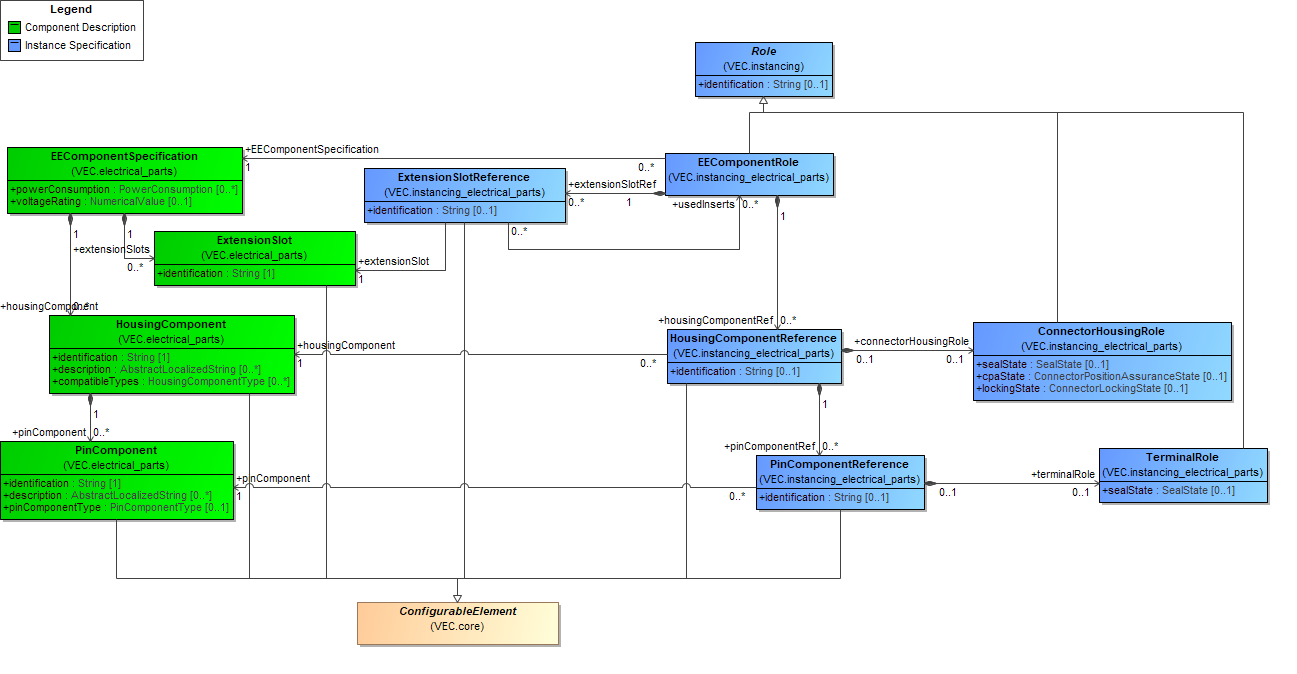 Legend
Component Description
Instance Specification
Role
(VEC.instancing)
+identification : String [0..1]
EEComponentSpecification
(VEC.electrical_parts)
+powerConsumption : PowerConsumption [0..*]
+voltageRating : NumericalValue [0..1]
+EEComponentSpecification
1
0..*
EEComponentRole
(VEC.instancing_electrical_parts)
ExtensionSlotReference
(VEC.instancing_electrical_parts)
+identification : String [0..1]
+extensionSlotRef
0..*
1
+usedInserts
0..*
1
0..*
1
1
+extensionSlots
0..*
ExtensionSlot
(VEC.electrical_parts)
+identification : String [1]
+extensionSlot
1
+housingComponent
0..*
HousingComponent
(VEC.electrical_parts)
+identification : String [1]
+description : AbstractLocalizedString [0..*]
+compatibleTypes : HousingComponentType [0..*]
+housingComponent
1
0..*
+housingComponentRef
0..*
HousingComponentReference
(VEC.instancing_electrical_parts)
+identification : String [0..1]
+connectorHousingRole
0..1
0..1
ConnectorHousingRole
(VEC.instancing_electrical_parts)
+sealState : SealState [0..1]
+cpaState : ConnectorPositionAssuranceState [0..1]
+lockingState : ConnectorLockingState [0..1]
1
+pinComponent
0..*
1
+pinComponentRef
0..*
PinComponent
(VEC.electrical_parts)
+identification : String [1]
+description : AbstractLocalizedString [0..*]
+pinComponentType : PinComponentType [0..1]
+pinComponent
1
0..*
PinComponentReference
(VEC.instancing_electrical_parts)
+identification : String [0..1]
+terminalRole
0..1
0..1
TerminalRole
(VEC.instancing_electrical_parts)
+sealState : SealState [0..1]
ConfigurableElement
(VEC.core)